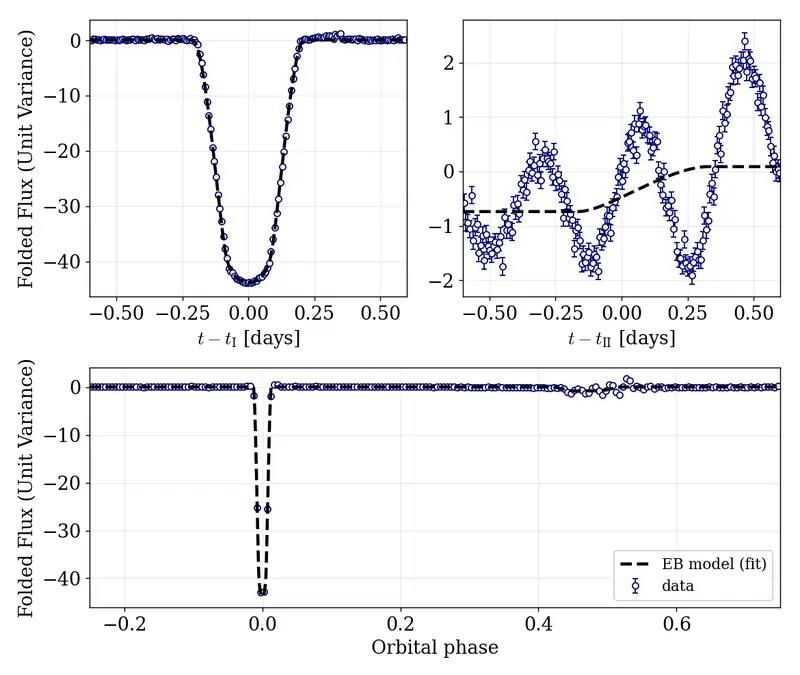 Folded Flux (Unit Variance)
0
−10
−20
−30
−40
−0.50 −0.25 0.00 0.25 0.50
t − t_I [days]
2
1
0
−1
−2
−0.50 −0.25 0.00 0.25 0.50
t − t_II [days]
Folded Flux (Unit Variance)
0
−10
−20
−30
−40
−0.2 0.0 0.2 0.4 0.6
Orbital phase
EB model (fit)
data